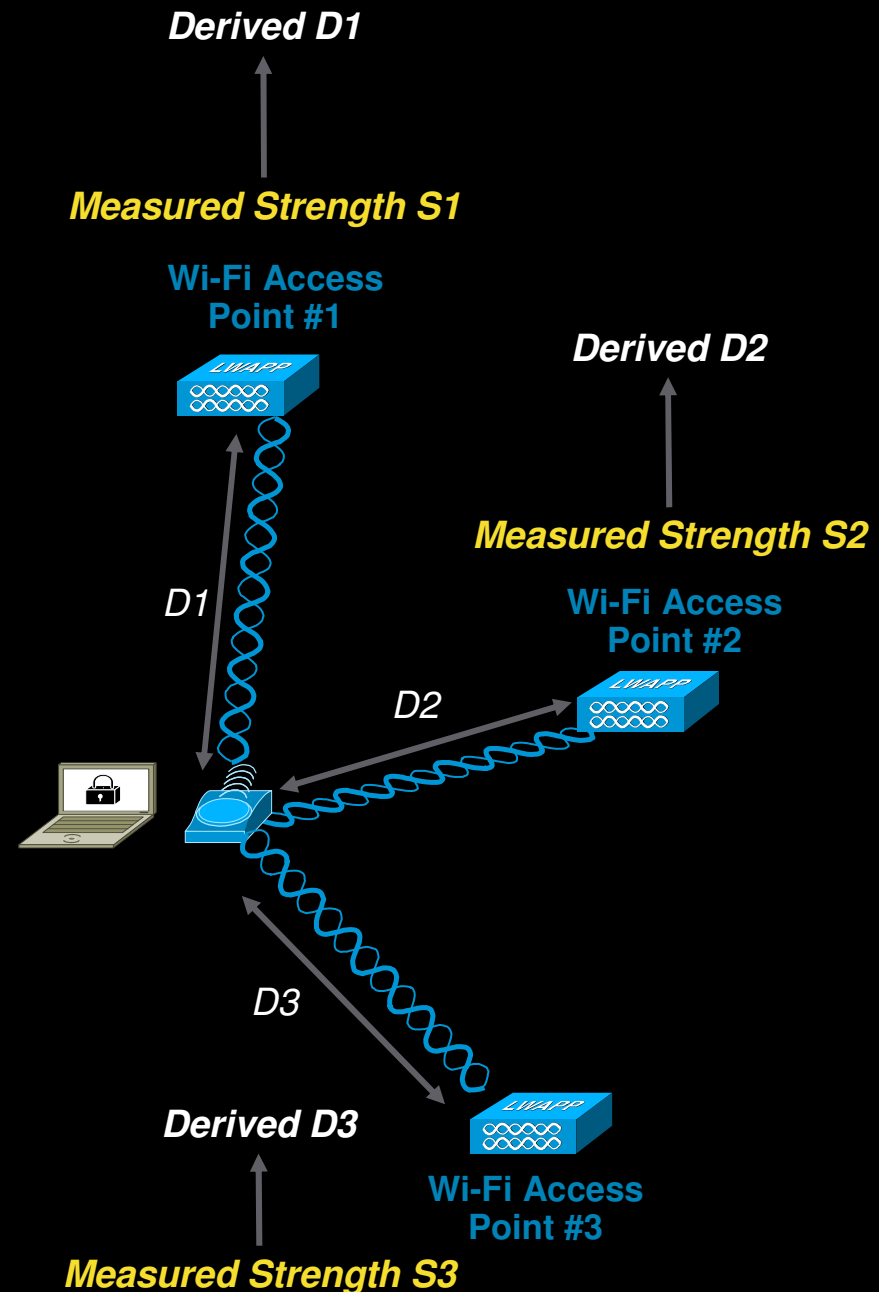 Derived D1
Measured Strength S1
Wi-Fi Access
Point #1
LWAPP
Derived D2
Measured Strength S2
Wi-Fi Access
Point #2
LWAPP
D1
D2
D3
LWAPP
Wi-Fi Access
Point #3
Derived D3
Measured Strength S3